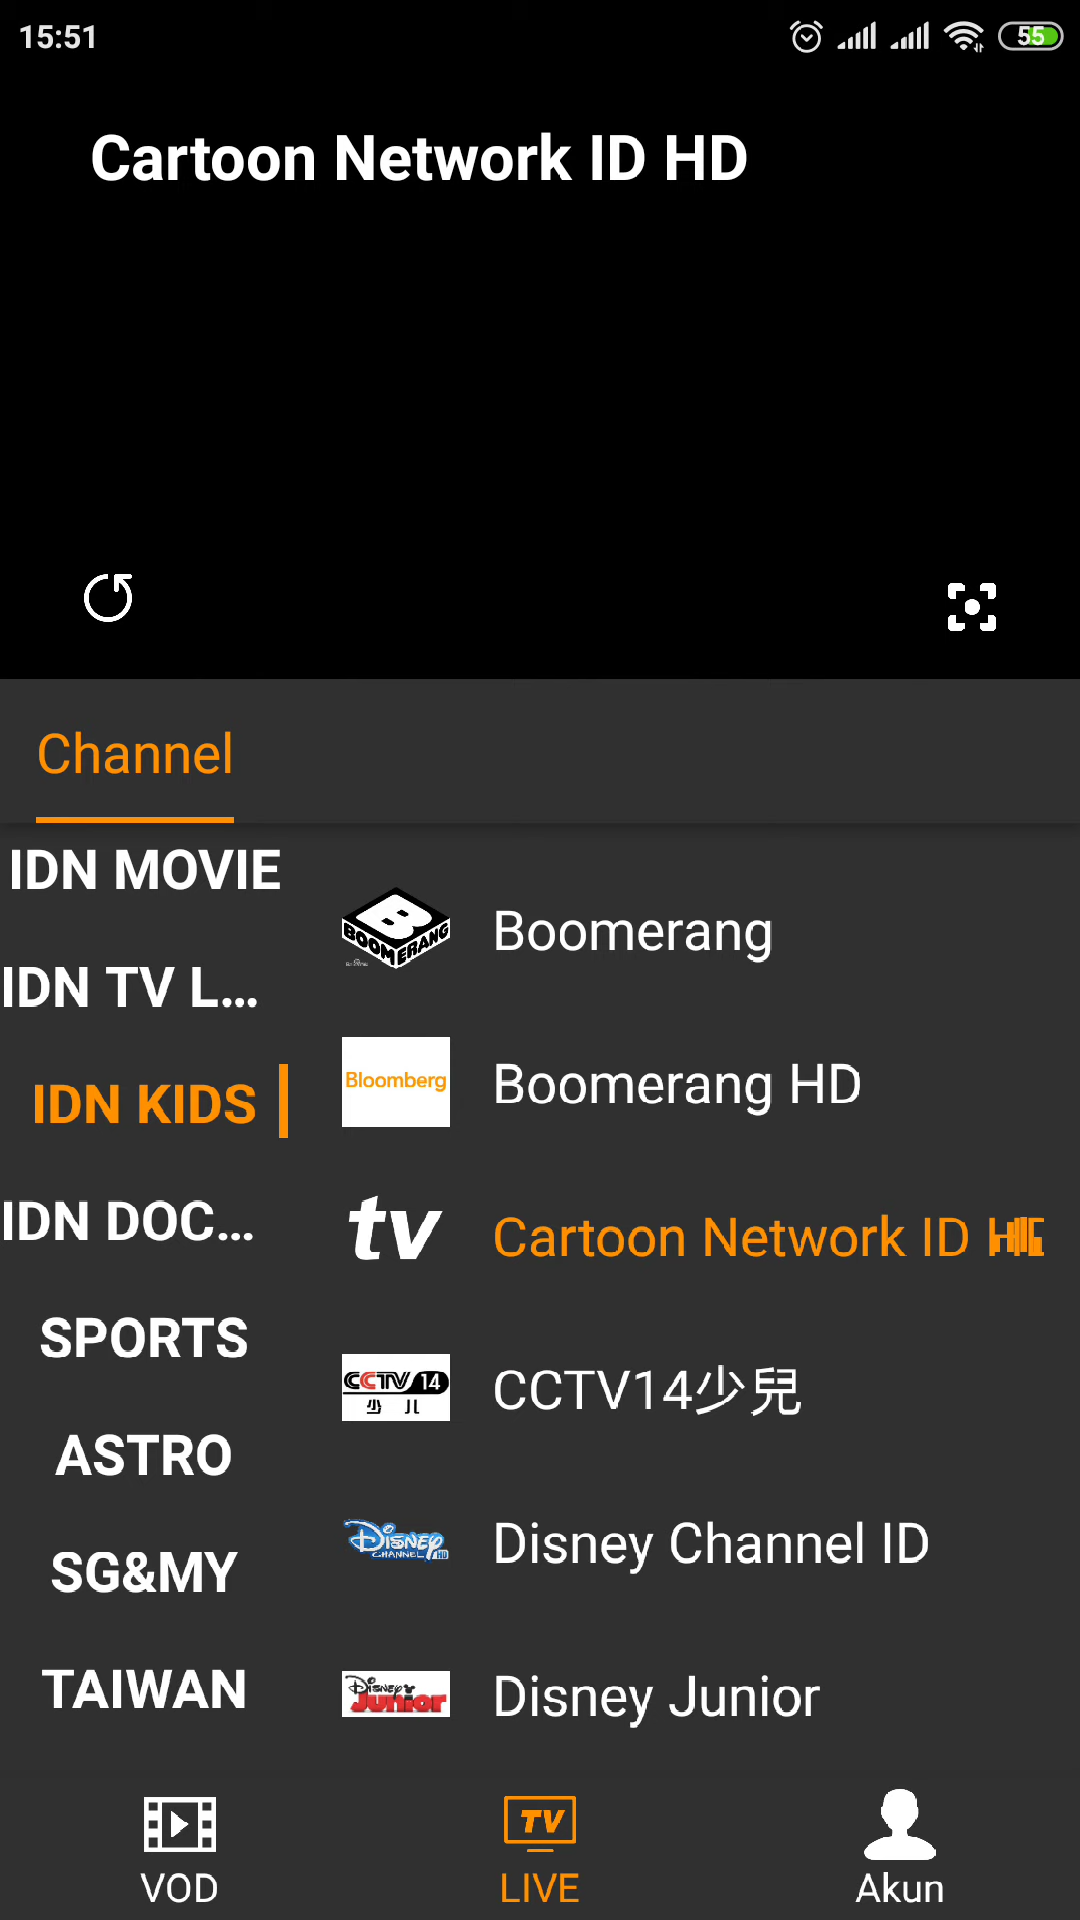 15:51
55
Cartoon Network ID HD
Channel
IDN MOVIE
IDN TV L...
IDN KIDS
IDN DOC...
SPORTS
ASTRO
SG&MY
TAIWAN
B
BOOMERANG
Boomerang
Bloomberg
Boomerang HD
tv
Cartoon Network ID
CCTV 14
少 儿
CCTV14少兒
DISNEY
CHANNEL HD
Disney Channel ID
Disney
Junior
Disney Junior
VOD
TV
LIVE
Akun